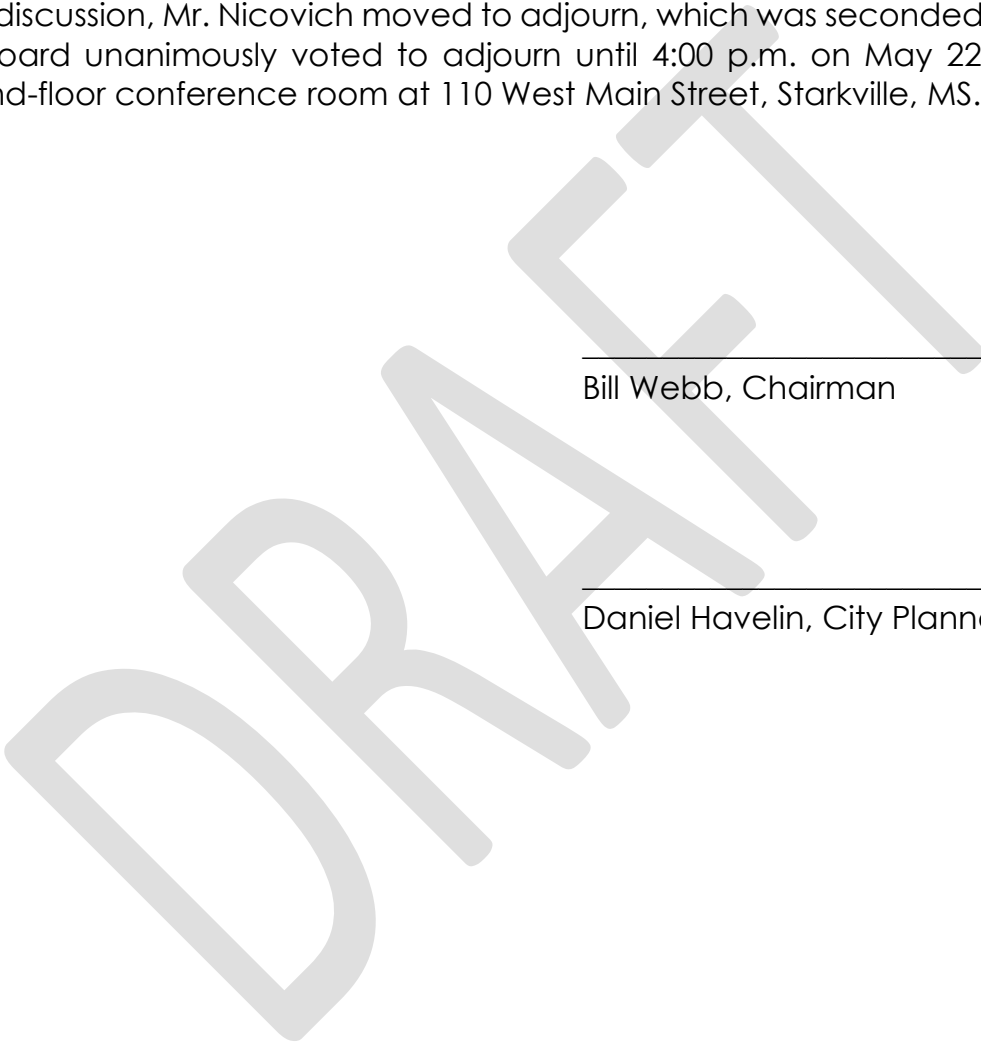 discussion, Mr. Nicovich moved to adjourn, which was seconded
oard unanimously voted to adjourn until 4:00 p.m. on May 22
nd-floor conference room at 110 West Main Street, Starkville, MS.
Bill Webb, Chairman
Daniel Havelin, City Plann
DRAFT